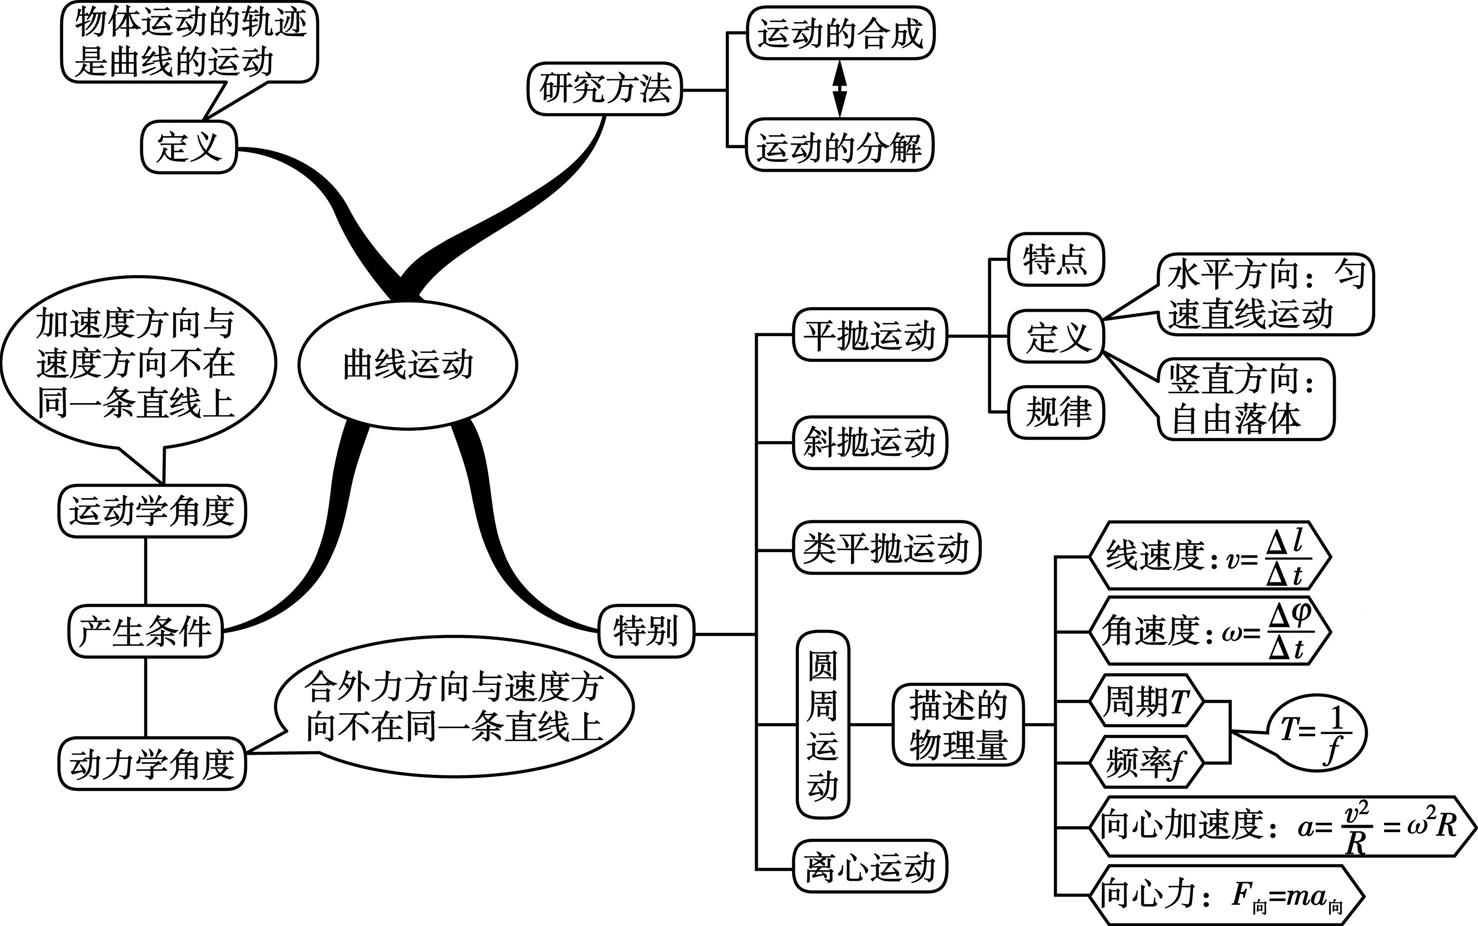 物体运动的轨迹
是曲线的运动
定义
研究方法
运动的合成
运动的分解
曲线运动
加速度方向与
速度方向不在
同一条直线上
运动学角度
产生条件
动力学角度
合外力方向与速度方
向不在同一条直线上
特别
平抛运动
特点
定义
水平方向：匀
速直线运动
竖直方向：
自由落体
规律
斜抛运动
类平抛运动
圆周运动
描述的
物理量
线速度：v=Δl/Δt
角速度：ω=Δφ/Δt
周期T
频率f
T=1/f
向心加速度：a=v²/R=ω²R
向心力：F向=ma向
离心运动